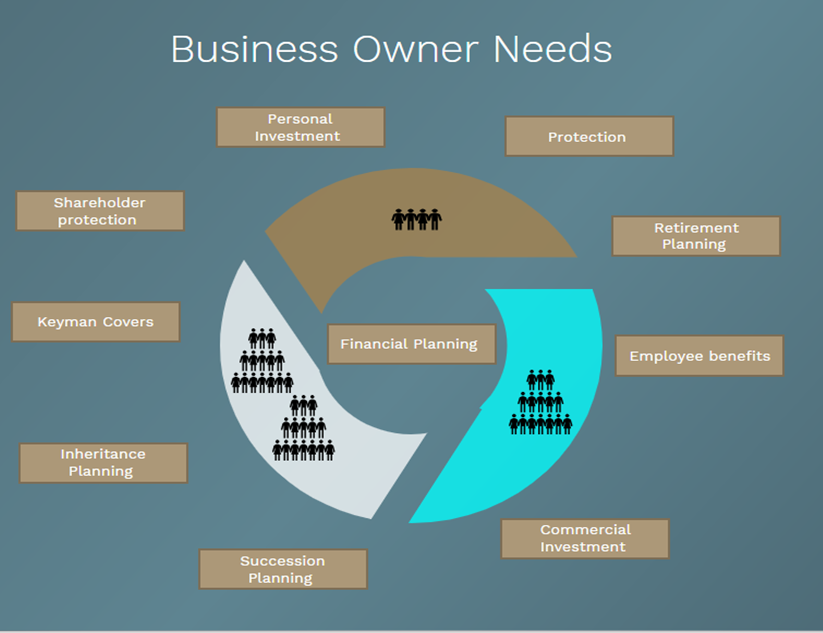 Business Owner Needs
Personal
Investment
Protection
Shareholder
protection
Retirement
Planning
Keyman Covers
Financial Planning
Employee benefits
Inheritance
Planning
Commercial
Investment
Succession
Planning